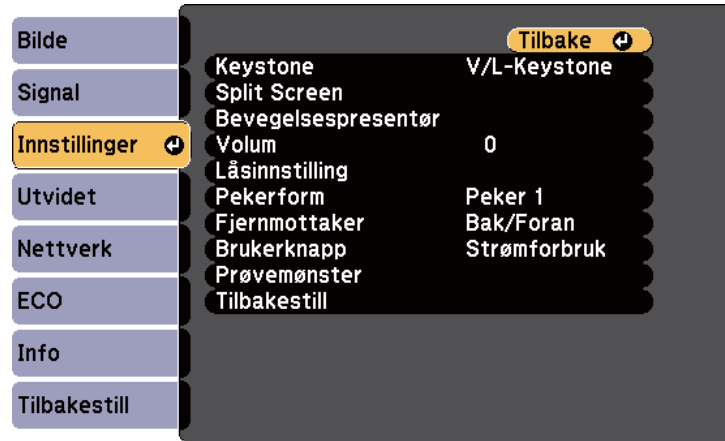 Bilde
Signal
Innstillinger
Utvidet
Nettverk
ECO
Info
Tilbakestill
Tilbake
Keystone V/L-Keystone
Split Screen
Bevegelsespresentør
Volum 0
Låsinnstilling
Pekerform Peker 1
Fjernmottaker Bak/Foran
Brukerknapp Strømforbruk
Prøvemønster
Tilbakestill